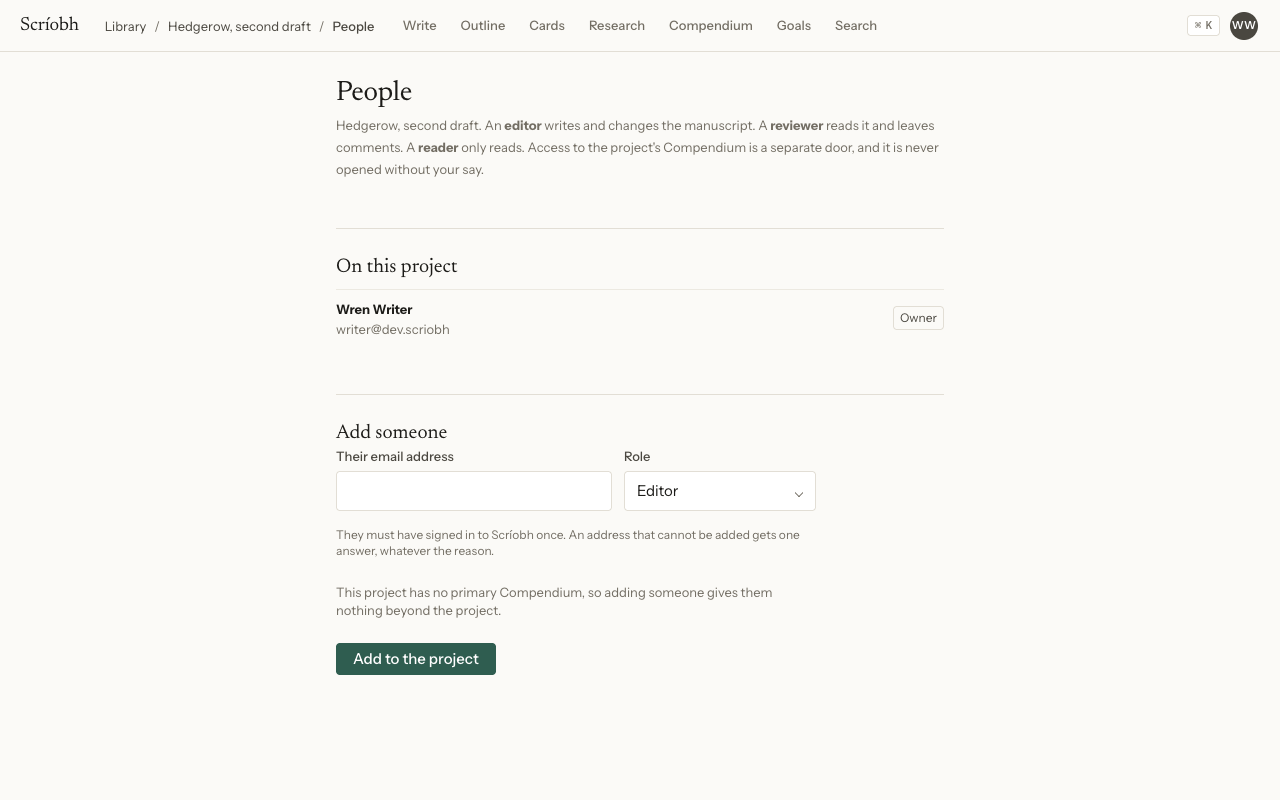 Scríobh
Library / Hedgerow, second draft / People
Write
Outline
Cards
Research
Compendium
Goals
Search
⌘ K
WW
People
Hedgerow, second draft. An editor writes and changes the manuscript. A reviewer reads it and leaves
comments. A reader only reads. Access to the project's Compendium is a separate door, and it is never
opened without your say.
On this project
Wren Writer
writer@dev.scriobh
Owner
Add someone
Their email address
Role
Editor
They must have signed in to Scríobh once. An address that cannot be added gets one
answer, whatever the reason.
This project has no primary Compendium, so adding someone gives them
nothing beyond the project.
Add to the project